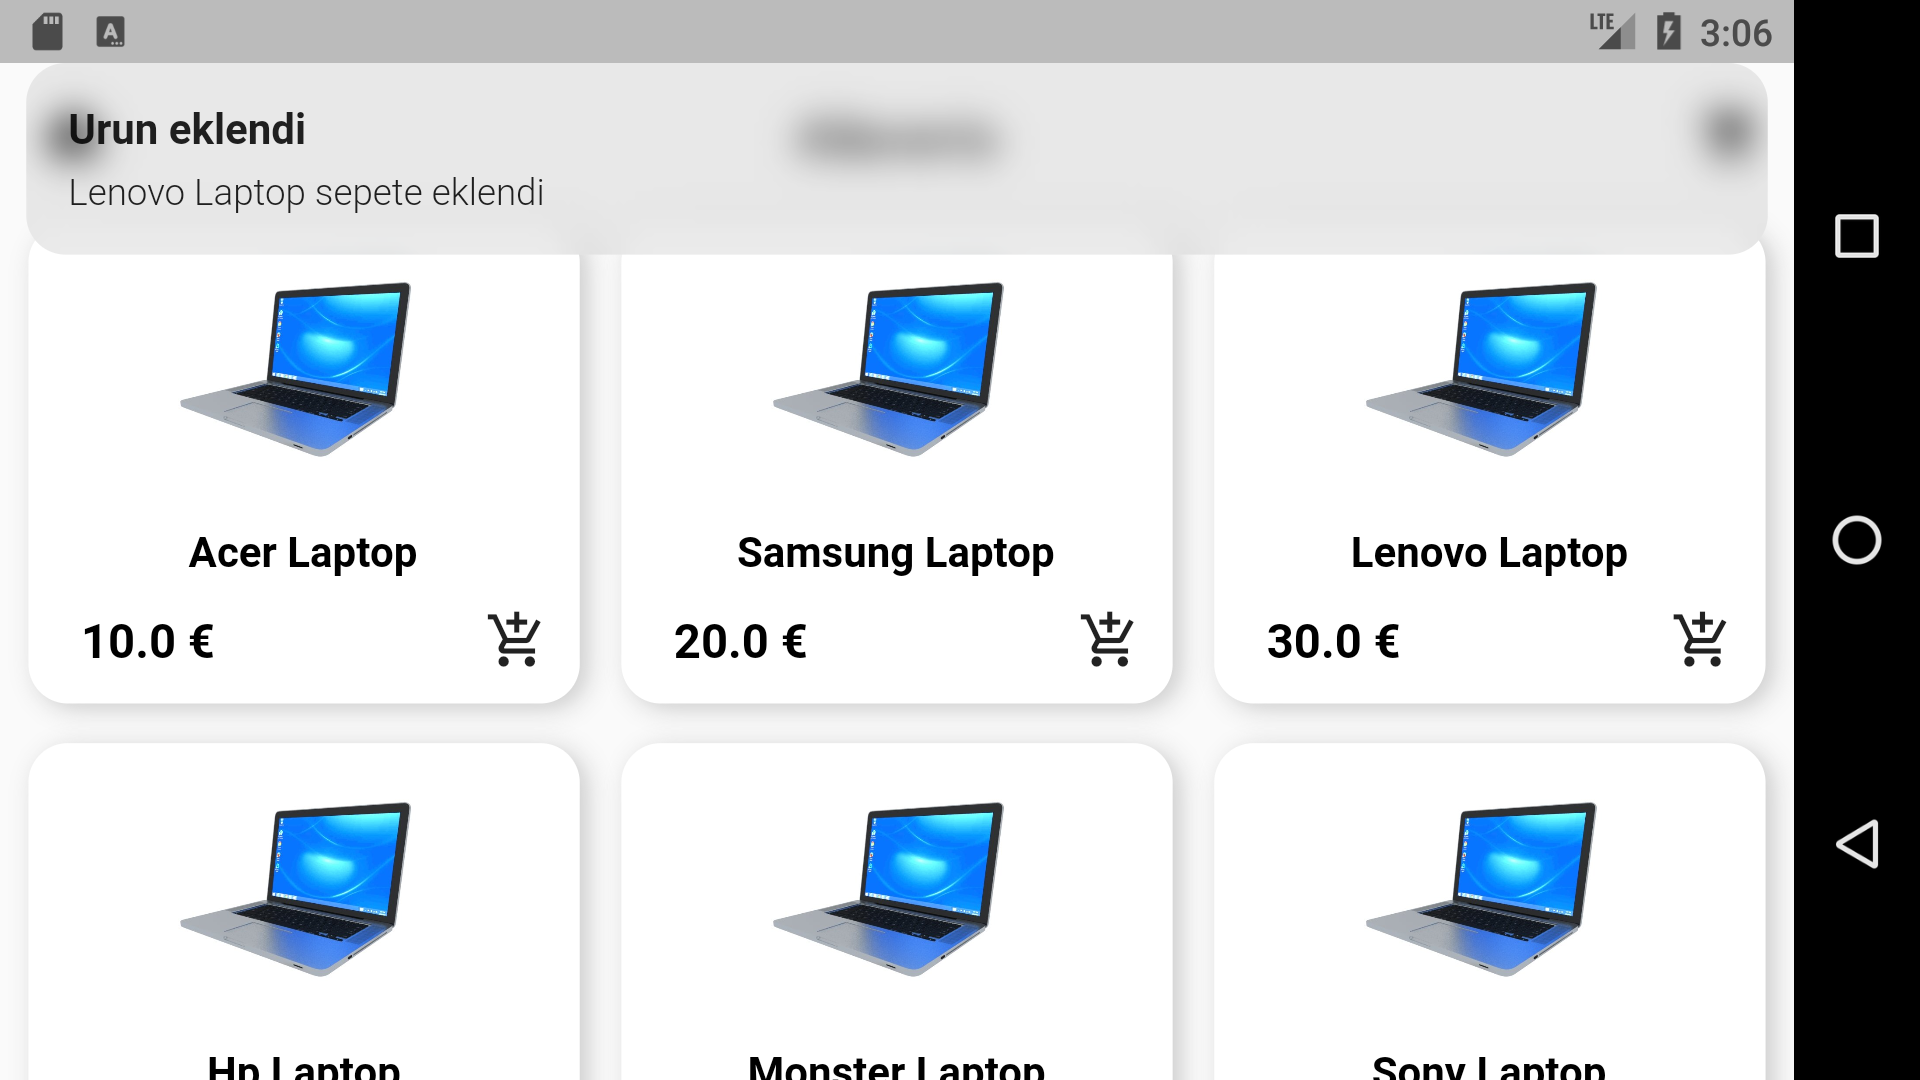 LTE 3:06
Urun eklendi
Lenovo Laptop sepete eklendi
Acer Laptop
10.0 €
Samsung Laptop
20.0 €
Lenovo Laptop
30.0 €
Hp Laptop
Monster Laptop
Sony Laptop